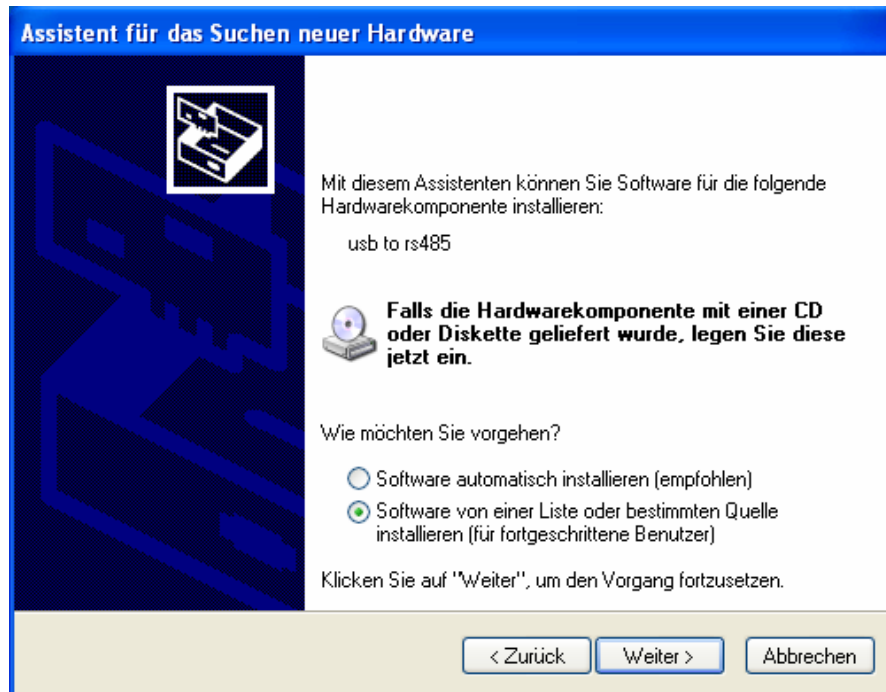 Assistent für das Suchen neuer Hardware
Mit diesem Assistenten können Sie Software für die folgende
Hardwarekomponente installieren:
usb to rs485
Falls die Hardwarekomponente mit einer CD
oder Diskette geliefert wurde, legen Sie diese
jetzt ein.
Wie möchten Sie vorgehen?
Software automatisch installieren (empfohlen)
Software von einer Liste oder bestimmten Quelle
installieren (für fortgeschrittene Benutzer)
Klicken Sie auf "Weiter", um den Vorgang fortzusetzen.
< Zurück Weiter > Abbrechen